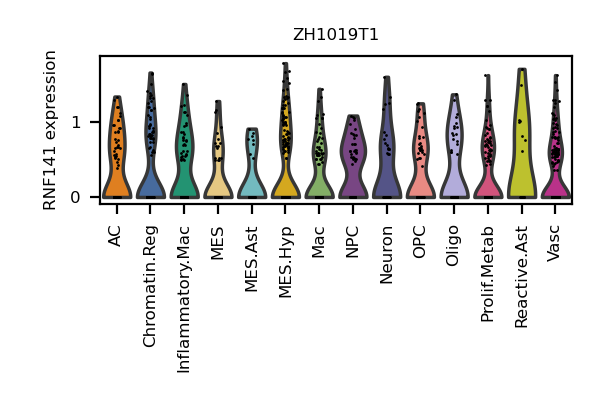 ZH1019T1
RNF141 expression
1
0
AC
Chromatin.Reg
Inflammatory.Mac
MES
MES.Ast
MES.Hyp
Mac
NPC
Neuron
OPC
Oligo
Prolif.Metab
Reactive.Ast
Vasc